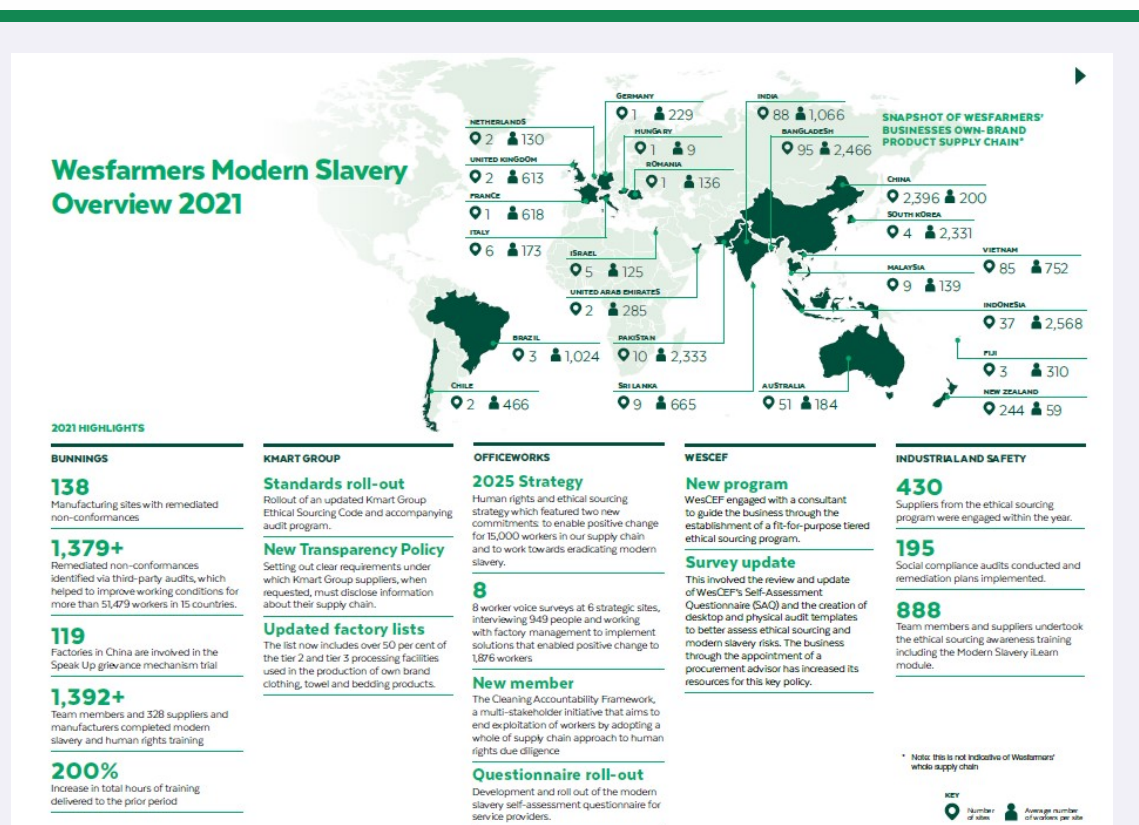 Wesfarmers Modern Slavery
Overview 2021
SNAPSHOT OF WESFARMERS'
BUSINESSES OWN-BRAND
PRODUCT SUPPLY CHAIN*
GERMANY
1 229
NETHERLANDS
2 130
HUNGARY
1 9
UNITED KINGDOM
2 613
ROMANIA
1 136
FRANCE
1 618
ITALY
6 173
INDIA
88 1,066
BANGLADESH
95 2,466
CHINA
2,396 200
SOUTH KOREA
4 2,331
VIETNAM
85 752
MALAYSIA
9 139
INDONESIA
37 2,568
ISRAEL
5 125
UNITED ARAB EMIRATES
2 285
BRAZIL
3 1,024
PAKISTAN
10 2,333
FIJI
3 310
CHILE
2 466
SRI LANKA
9 665
AUSTRALIA
51 184
NEW ZEALAND
244 59
2021 HIGHLIGHTS
BUNNINGS
138
Manufacturing sites with remediated
non-conformances
1,379+
Remediated non-conformances
identified via third-party audits, which
helped to improve working conditions for
more than 51,479 workers in 15 countries.
119
Factories in China are involved in the
Speak Up grievance mechanism trial
1,392+
Team members and 328 suppliers and
manufacturers completed modern
slavery and human rights training
200%
Increase in total hours of training
delivered to the prior period
KMART GROUP
Standards roll-out
Rollout of an updated Kmart Group
Ethical Sourcing Code and accompanying
audit program.
New Transparency Policy
Setting out clear requirements under
which Kmart Group suppliers, when
requested, must disclose information
about their supply chain.
Updated factory lists
The list now includes over 50 per cent of
the tier 2 and tier 3 processing facilities
used in the production of own brand
clothing, towel and bedding products.
OFFICEWORKS
2025 Strategy
Human rights and ethical sourcing
strategy which featured two new
commitments: to enable positive change
for 15,000 workers in our supply chain
and to work towards eradicating modern
slavery.
8
8 worker voice surveys at 6 strategic sites,
interviewing 949 people and working
with factory management to implement
solutions that enabled positive change to
1,876 workers
New member
The Cleaning Accountability Framework,
a multi-stakeholder initiative that aims to
end exploitation of workers by adopting a
whole of supply chain approach to human
rights due diligence
Questionnaire roll-out
Development and roll out of the modern
slavery self-assessment questionnaire for
service providers.
WESCEF
New program
WesCEF engaged with a consultant
to guide the business through the
establishment of a fit-for-purpose tiered
ethical sourcing program.
Survey update
This involved the review and update
of WesCEF's Self-Assessment
Questionnaire (SAQ) and the creation of
desktop and physical audit templates
to better assess ethical sourcing and
modern slavery risks. The business
through the appointment of a
procurement advisor has increased its
resources for this key policy.
INDUSTRIAL AND SAFETY
430
Suppliers from the ethical sourcing
program were engaged within the year.
195
Social compliance audits conducted and
remediation plans implemented.
888
Team members and suppliers undertook
the ethical sourcing awareness training
including the Modern Slavery iLearn
module.
* Note: this is not indicative of Wesfarmers'
whole supply chain
KEY
Number
of sites
Average number
of workers per site